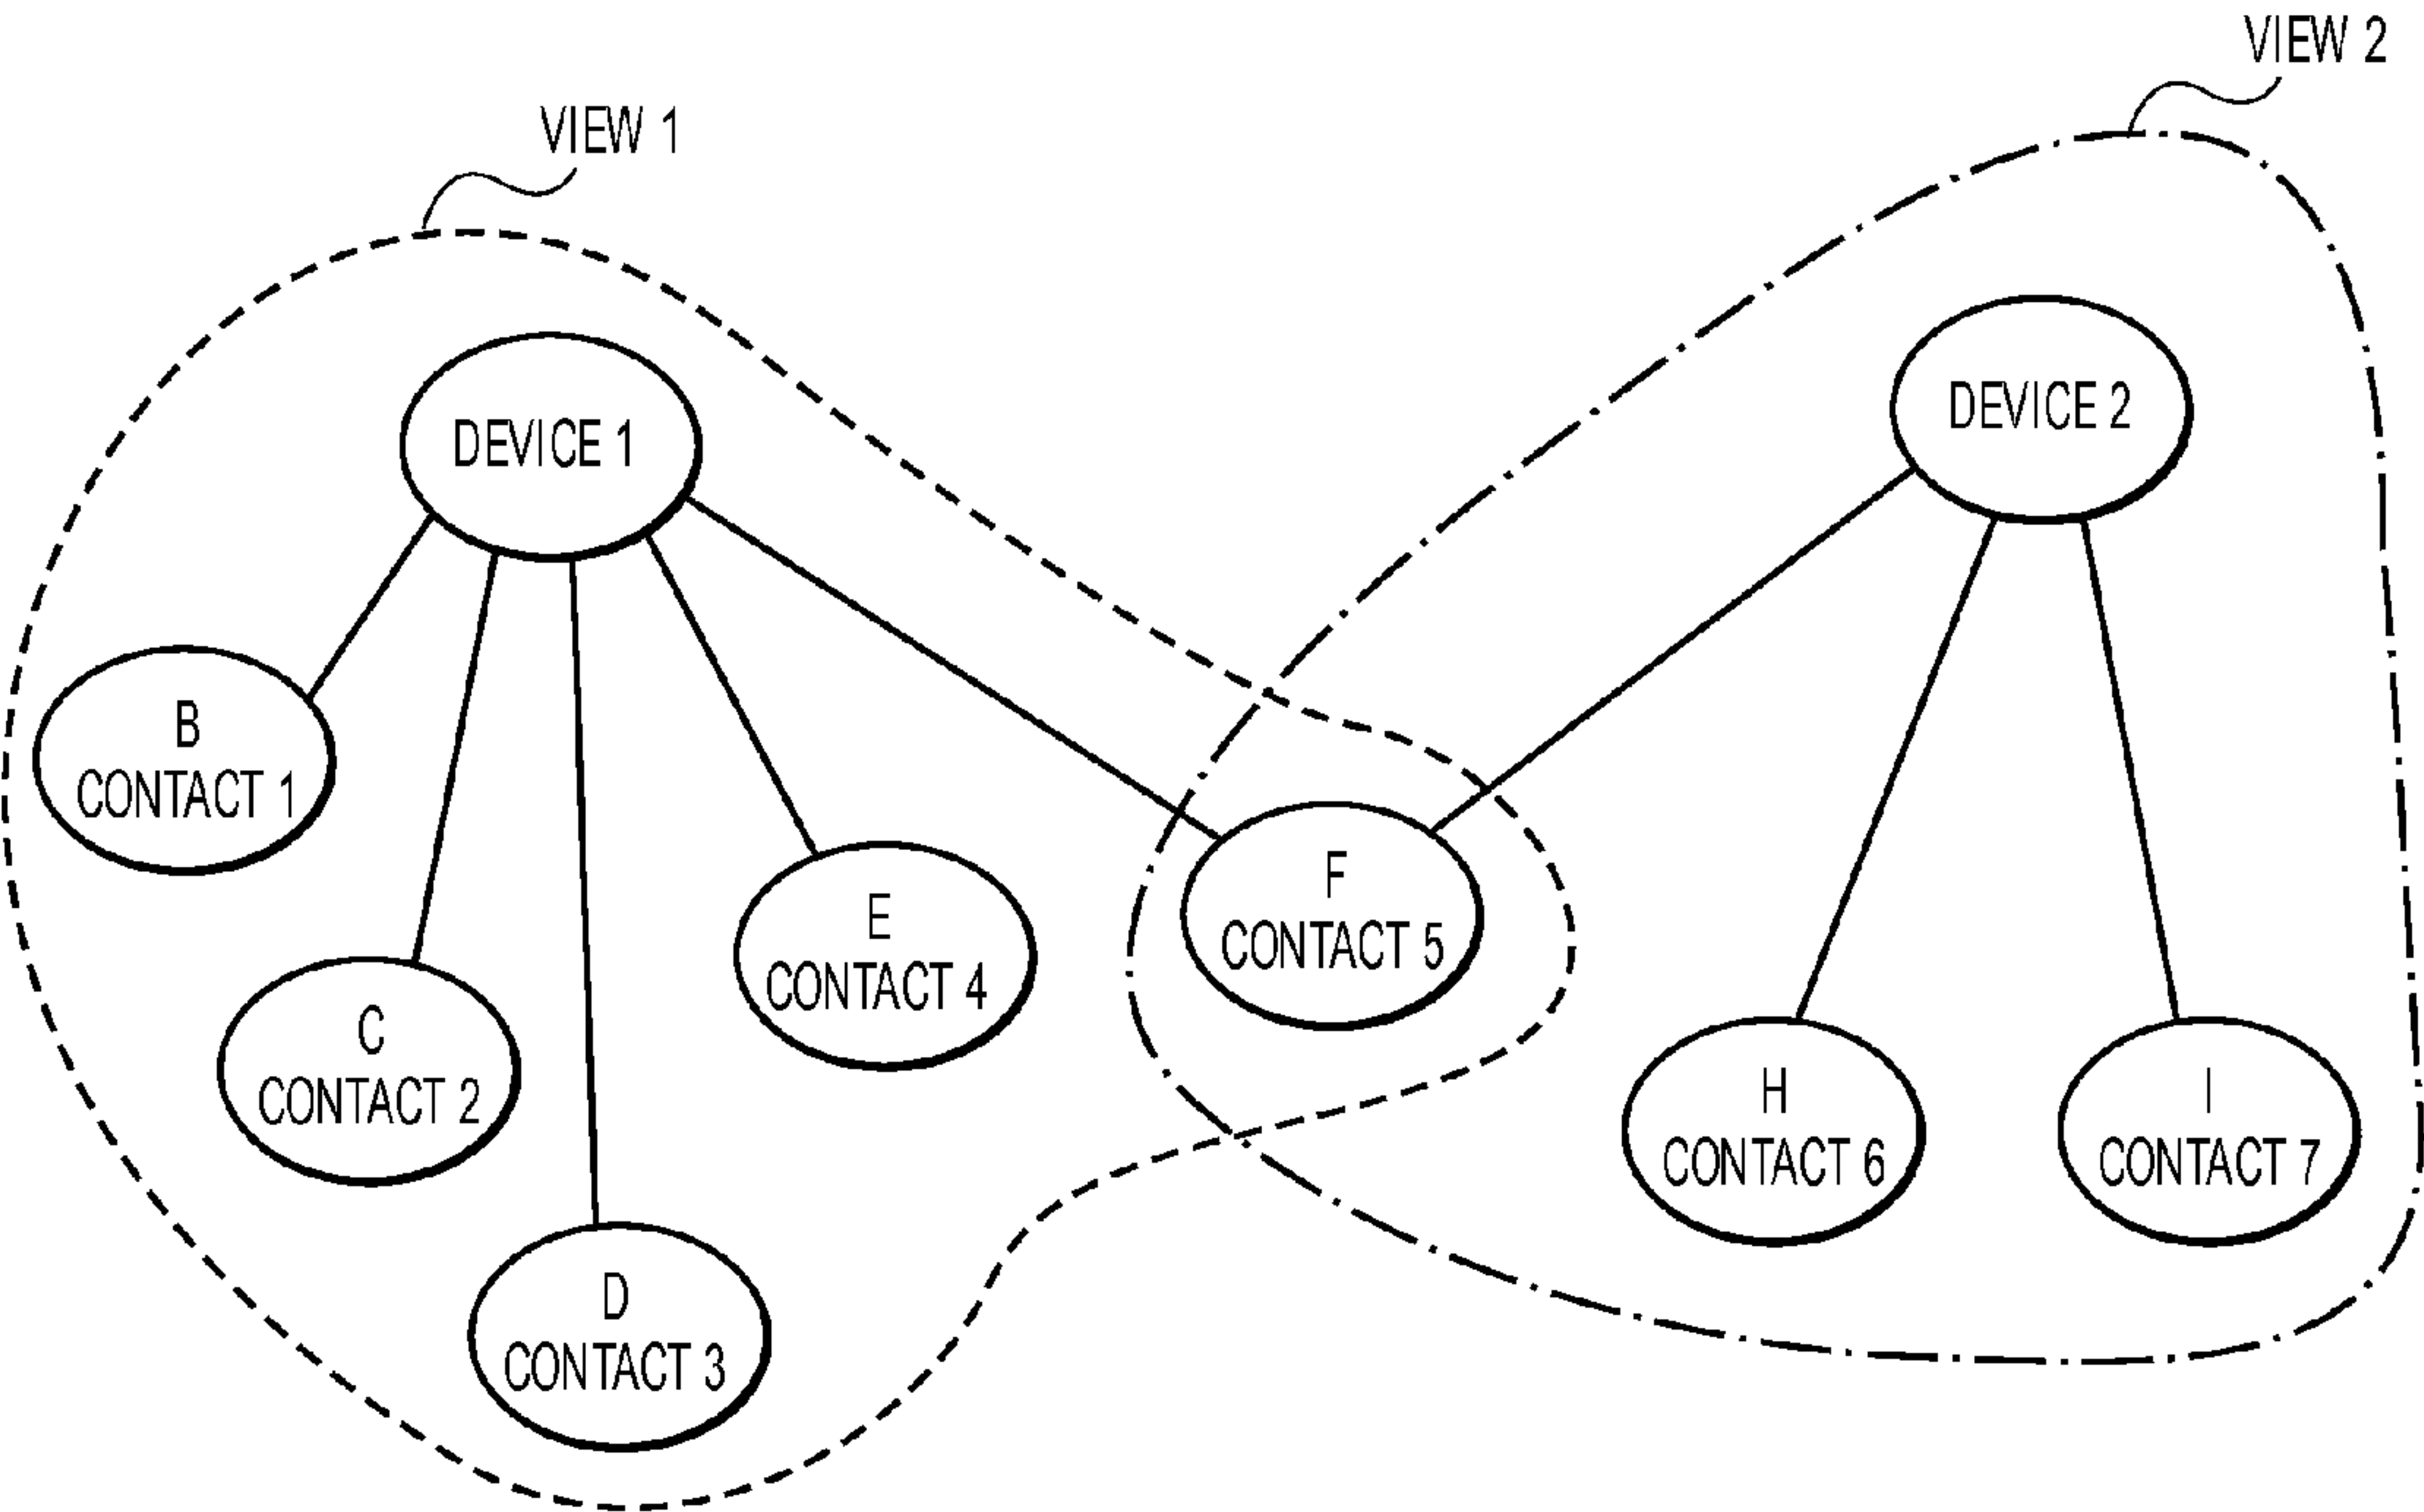 VIEW 2
VIEW 1
DEVICE 2
DEVICE 1
B
CONTACT 1
F
CONTACT 5
E
CONTACT 4
C
CONTACT 2
H
CONTACT 6
I
CONTACT 7
D
CONTACT 3